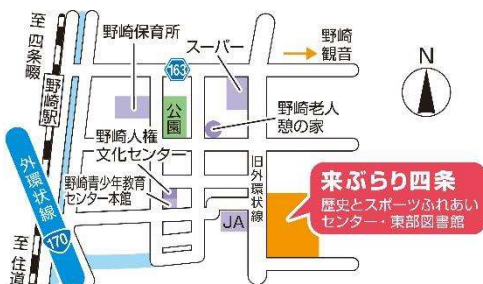 至
四条畷
野崎駅
外環状線
170
至
住道
野崎保育所
163
公園
スーパー
野崎
観音
野崎老人
憩の家
野崎人権
文化センター
野崎青少年教育
センター本館
旧外環状線
JA
N
来ぶらり四条
歴史とスポーツふれあい
センター・東部図書館